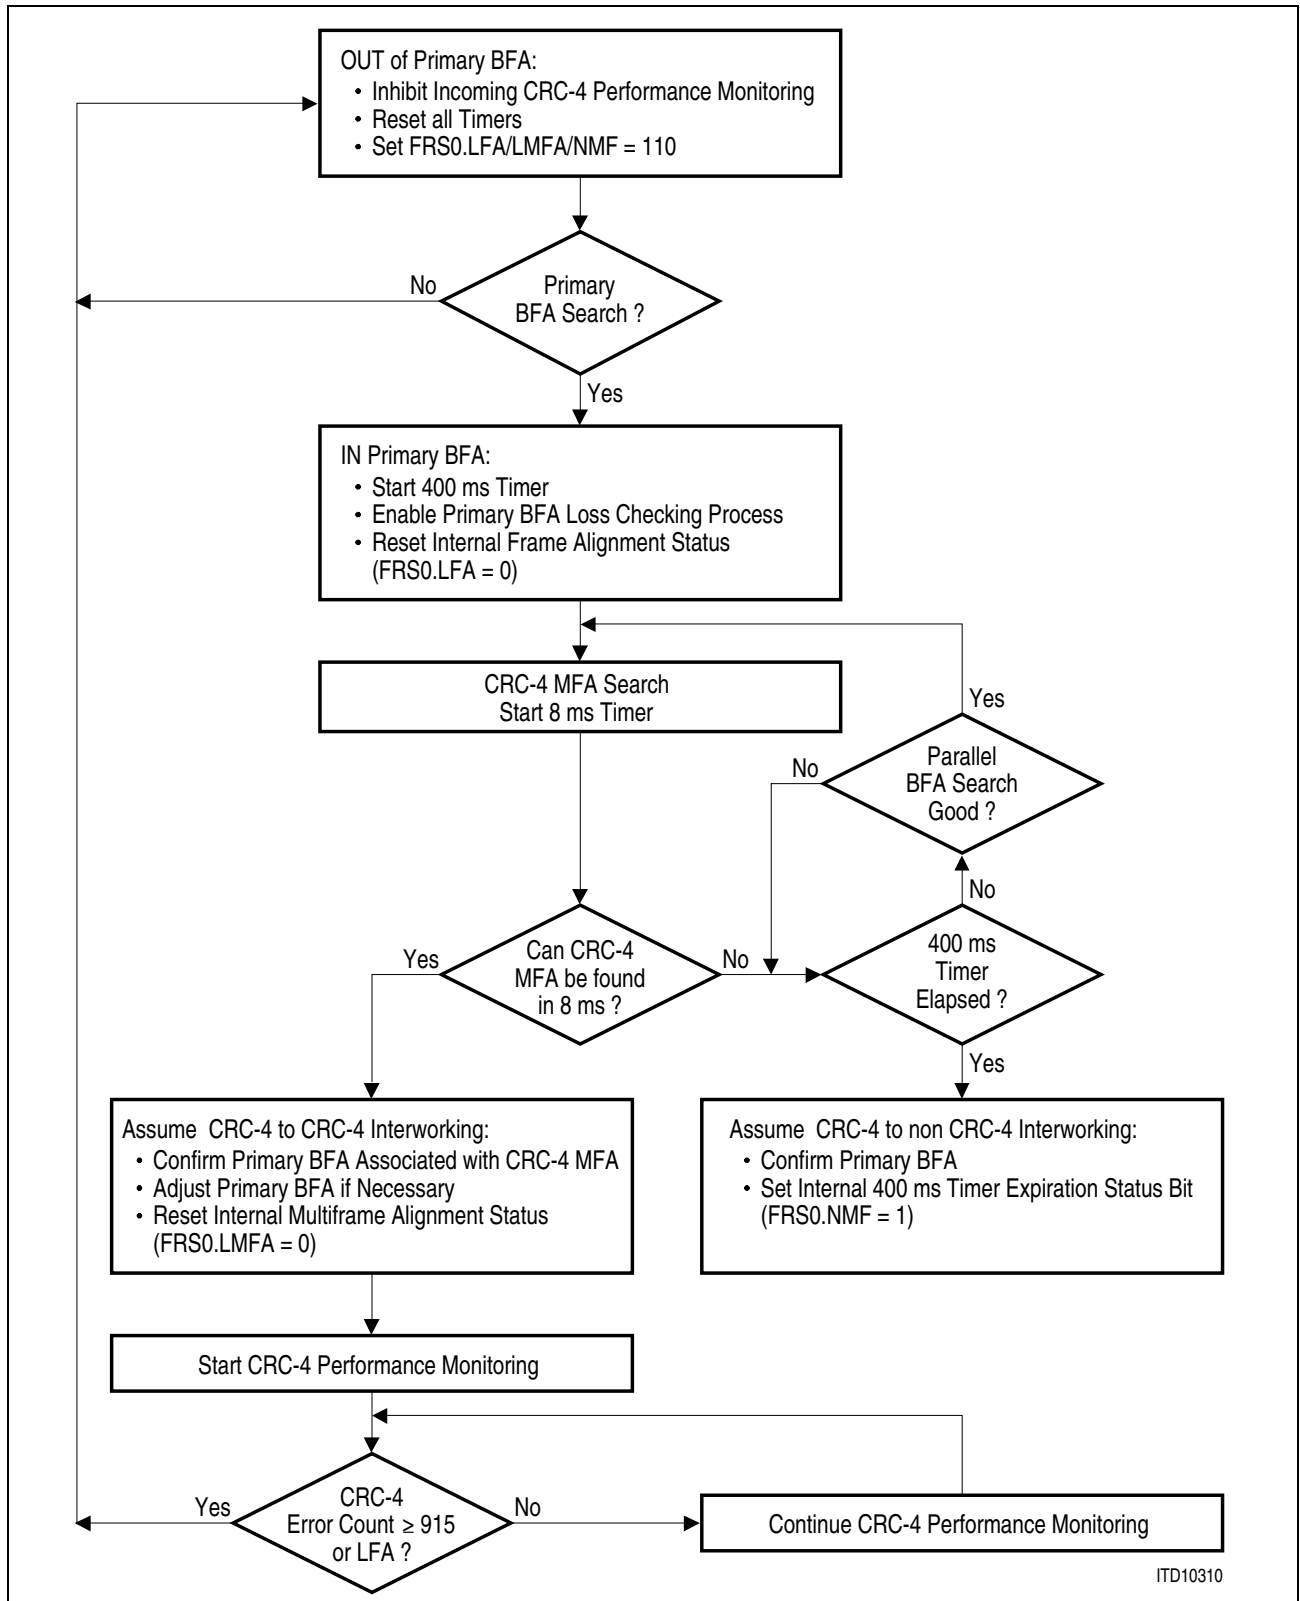 OUT of Primary BFA:
• Inhibit Incoming CRC-4 Performance Monitoring
• Reset all Timers
• Set FRS0.LFA/LMFA/NMF = 110
No
Primary
BFA Search ?
Yes
IN Primary BFA:
• Start 400 ms Timer
• Enable Primary BFA Loss Checking Process
• Reset Internal Frame Alignment Status
(FRS0.LFA = 0)
CRC-4 MFA Search
Start 8 ms Timer
Yes
No
Parallel
BFA Search
Good ?
No
Yes
Can CRC-4
MFA be found
in 8 ms ?
No
400 ms
Timer
Elapsed ?
Yes
Assume CRC-4 to CRC-4 Interworking:
• Confirm Primary BFA Associated with CRC-4 MFA
• Adjust Primary BFA if Necessary
• Reset Internal Multiframe Alignment Status
(FRS0.LMFA = 0)
Assume CRC-4 to non CRC-4 Interworking:
• Confirm Primary BFA
• Set Internal 400 ms Timer Expiration Status Bit
(FRS0.NMF = 1)
Start CRC-4 Performance Monitoring
Yes
CRC-4
Error Count ≥ 915
or LFA ?
No
Continue CRC-4 Performance Monitoring
ITD10310